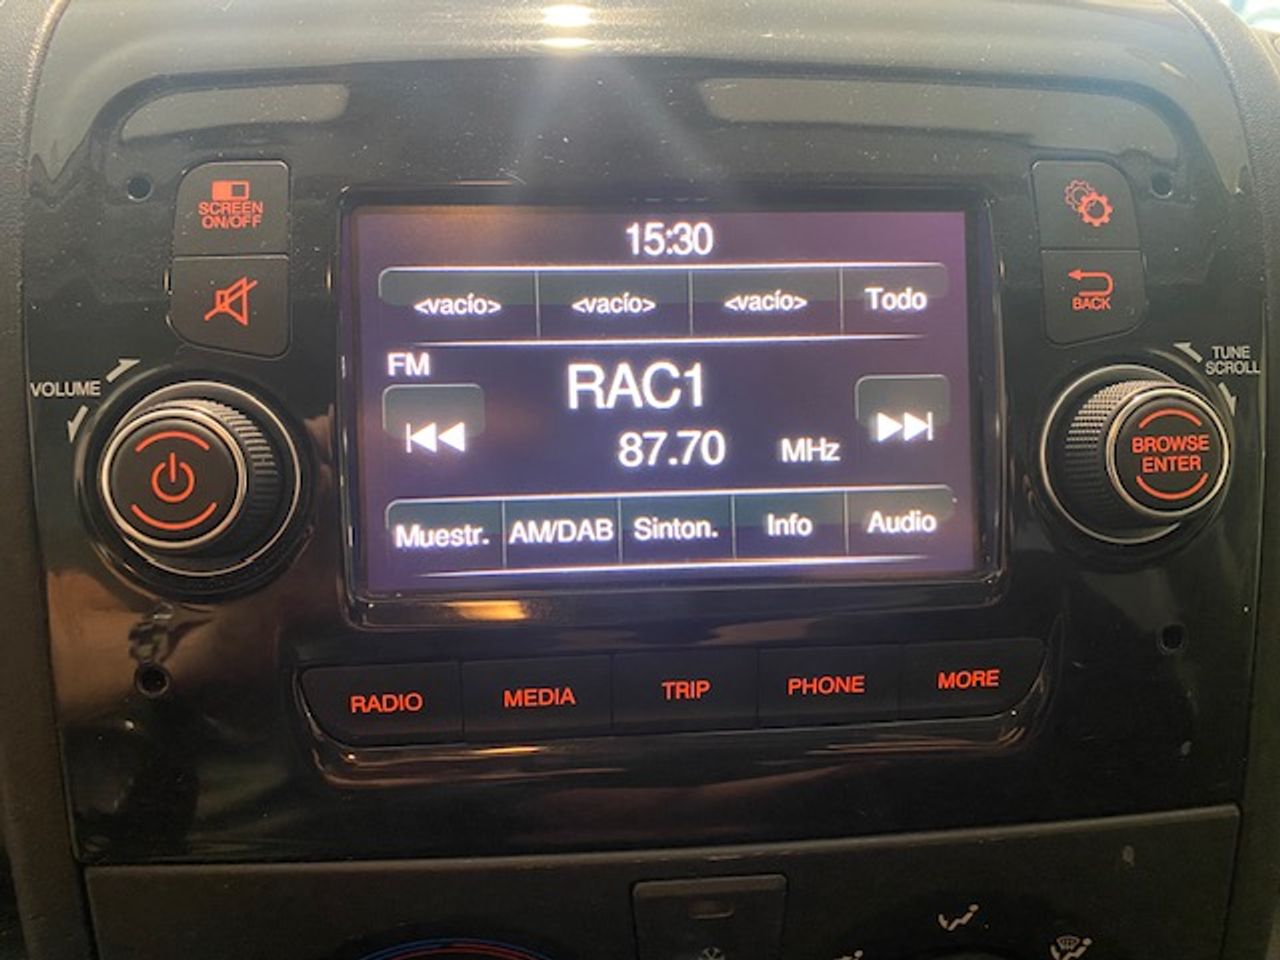 SCREEN
ON/OFF
15:30
<vacío> <vacío> <vacío> Todo
BACK
FM
RAC1
87.70 MHz
VOLUME
TUNE
SCROLL
BROWSE
ENTER
Muestr. AM/DAB Sinton. Info Audio
RADIO MEDIA TRIP PHONE MORE